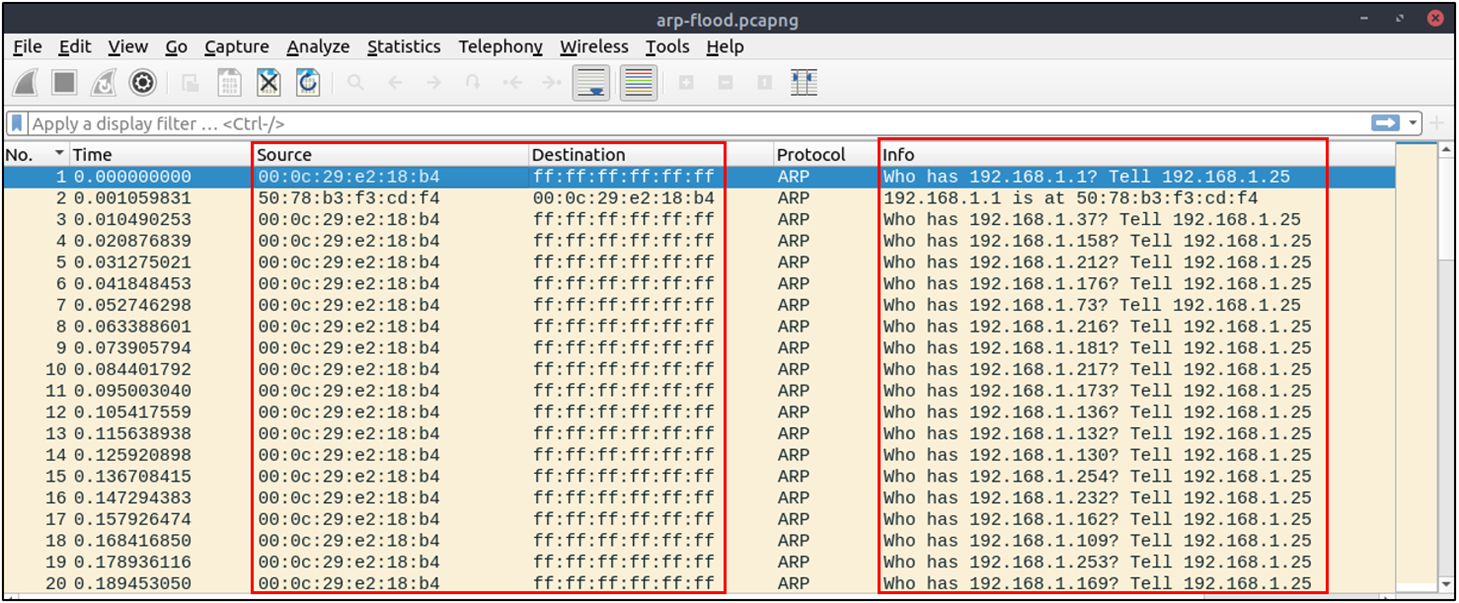 arp-flood.pcapng
File Edit View Go Capture Analyze Statistics Telephony Wireless Tools Help
Apply a display filter … <Ctrl-/>
No. Time Source Destination Protocol Info
1 0.000000000 00:0c:29:e2:18:b4 ff:ff:ff:ff:ff:ff ARP Who has 192.168.1.1? Tell 192.168.1.25
2 0.001059831 50:78:b3:f3:cd:f4 00:0c:29:e2:18:b4 ARP 192.168.1.1 is at 50:78:b3:f3:cd:f4
3 0.010490253 00:0c:29:e2:18:b4 ff:ff:ff:ff:ff:ff ARP Who has 192.168.1.37? Tell 192.168.1.25
4 0.020876839 00:0c:29:e2:18:b4 ff:ff:ff:ff:ff:ff ARP Who has 192.168.1.158? Tell 192.168.1.25
5 0.031275021 00:0c:29:e2:18:b4 ff:ff:ff:ff:ff:ff ARP Who has 192.168.1.212? Tell 192.168.1.25
6 0.041848453 00:0c:29:e2:18:b4 ff:ff:ff:ff:ff:ff ARP Who has 192.168.1.176? Tell 192.168.1.25
7 0.052746298 00:0c:29:e2:18:b4 ff:ff:ff:ff:ff:ff ARP Who has 192.168.1.73? Tell 192.168.1.25
8 0.063388601 00:0c:29:e2:18:b4 ff:ff:ff:ff:ff:ff ARP Who has 192.168.1.216? Tell 192.168.1.25
9 0.073905794 00:0c:29:e2:18:b4 ff:ff:ff:ff:ff:ff ARP Who has 192.168.1.181? Tell 192.168.1.25
10 0.084401792 00:0c:29:e2:18:b4 ff:ff:ff:ff:ff:ff ARP Who has 192.168.1.217? Tell 192.168.1.25
11 0.095003040 00:0c:29:e2:18:b4 ff:ff:ff:ff:ff:ff ARP Who has 192.168.1.173? Tell 192.168.1.25
12 0.105417559 00:0c:29:e2:18:b4 ff:ff:ff:ff:ff:ff ARP Who has 192.168.1.136? Tell 192.168.1.25
13 0.115638938 00:0c:29:e2:18:b4 ff:ff:ff:ff:ff:ff ARP Who has 192.168.1.132? Tell 192.168.1.25
14 0.125920898 00:0c:29:e2:18:b4 ff:ff:ff:ff:ff:ff ARP Who has 192.168.1.130? Tell 192.168.1.25
15 0.136708415 00:0c:29:e2:18:b4 ff:ff:ff:ff:ff:ff ARP Who has 192.168.1.254? Tell 192.168.1.25
16 0.147294383 00:0c:29:e2:18:b4 ff:ff:ff:ff:ff:ff ARP Who has 192.168.1.232? Tell 192.168.1.25
17 0.157926474 00:0c:29:e2:18:b4 ff:ff:ff:ff:ff:ff ARP Who has 192.168.1.162? Tell 192.168.1.25
18 0.168416850 00:0c:29:e2:18:b4 ff:ff:ff:ff:ff:ff ARP Who has 192.168.1.109? Tell 192.168.1.25
19 0.178936116 00:0c:29:e2:18:b4 ff:ff:ff:ff:ff:ff ARP Who has 192.168.1.253? Tell 192.168.1.25
20 0.189453050 00:0c:29:e2:18:b4 ff:ff:ff:ff:ff:ff ARP Who has 192.168.1.169? Tell 192.168.1.25